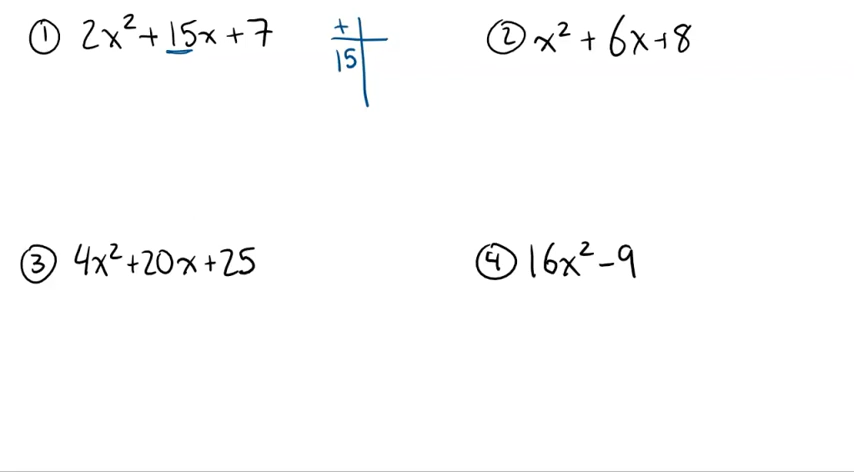 ① 2x² + 15x + 7
+
15
② x² + 6x + 8
③ 4x² + 20x + 25
④ 16x² - 9